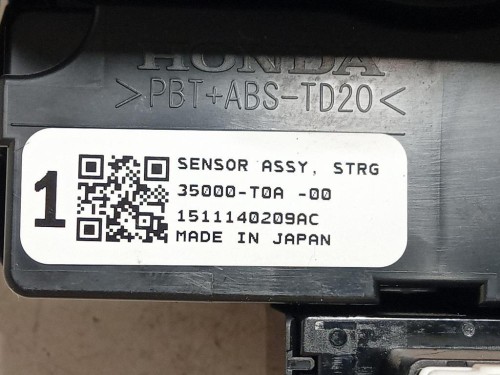 HONDA
>PBT+ABS-TD20<
1
SENSOR ASSY, STRG
35000-T0A -00
1511140209AC
MADE IN JAPAN